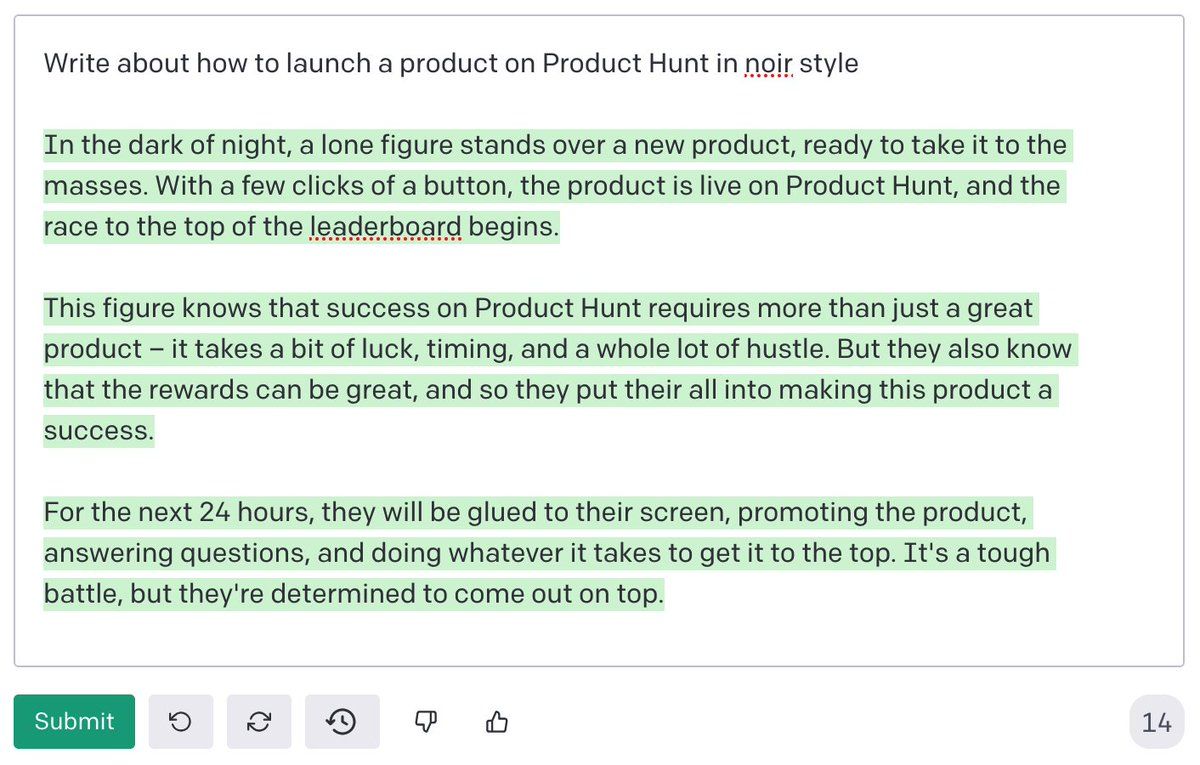 Write about how to launch a product on Product Hunt in noir style
In the dark of night, a lone figure stands over a new product, ready to take it to the
masses. With a few clicks of a button, the product is live on Product Hunt, and the
race to the top of the leaderboard begins.
This figure knows that success on Product Hunt requires more than just a great
product – it takes a bit of luck, timing, and a whole lot of hustle. But they also know
that the rewards can be great, and so they put their all into making this product a
success.
For the next 24 hours, they will be glued to their screen, promoting the product,
answering questions, and doing whatever it takes to get it to the top. It's a tough
battle, but they're determined to come out on top.
Submit
14